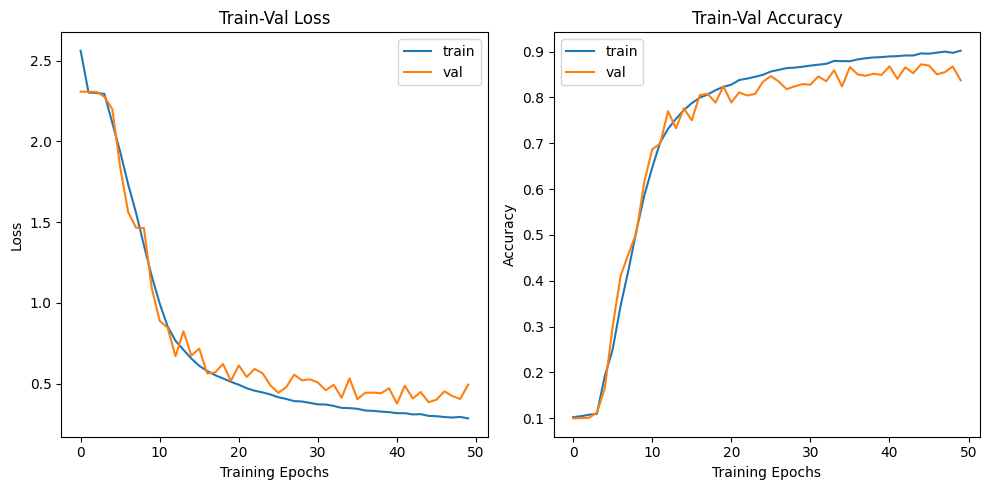 Train-Val Loss
train
val
2.5
2.0
1.5
1.0
0.5
Loss
0
10
20
30
40
50
Training Epochs
Train-Val Accuracy
train
val
0.9
0.8
0.7
0.6
0.5
0.4
0.3
0.2
0.1
Accuracy
0
10
20
30
40
50
Training Epochs